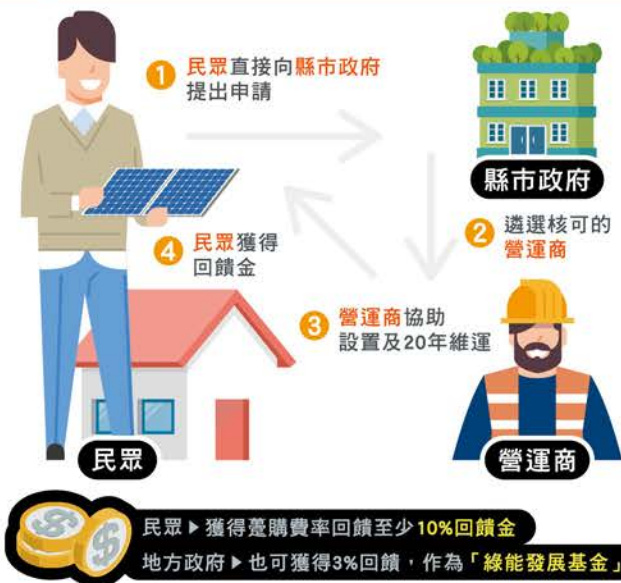 1 民眾直接向縣市政府
提出申請
縣市政府
2 遴選核可的
營運商
3 營運商協助
設置及20年維運
4 民眾獲得
回饋金
民眾
營運商
民眾▶獲得躉購費率回饋至少10%回饋金
地方政府▶也可獲得3%回饋，作為「綠能發展基金」